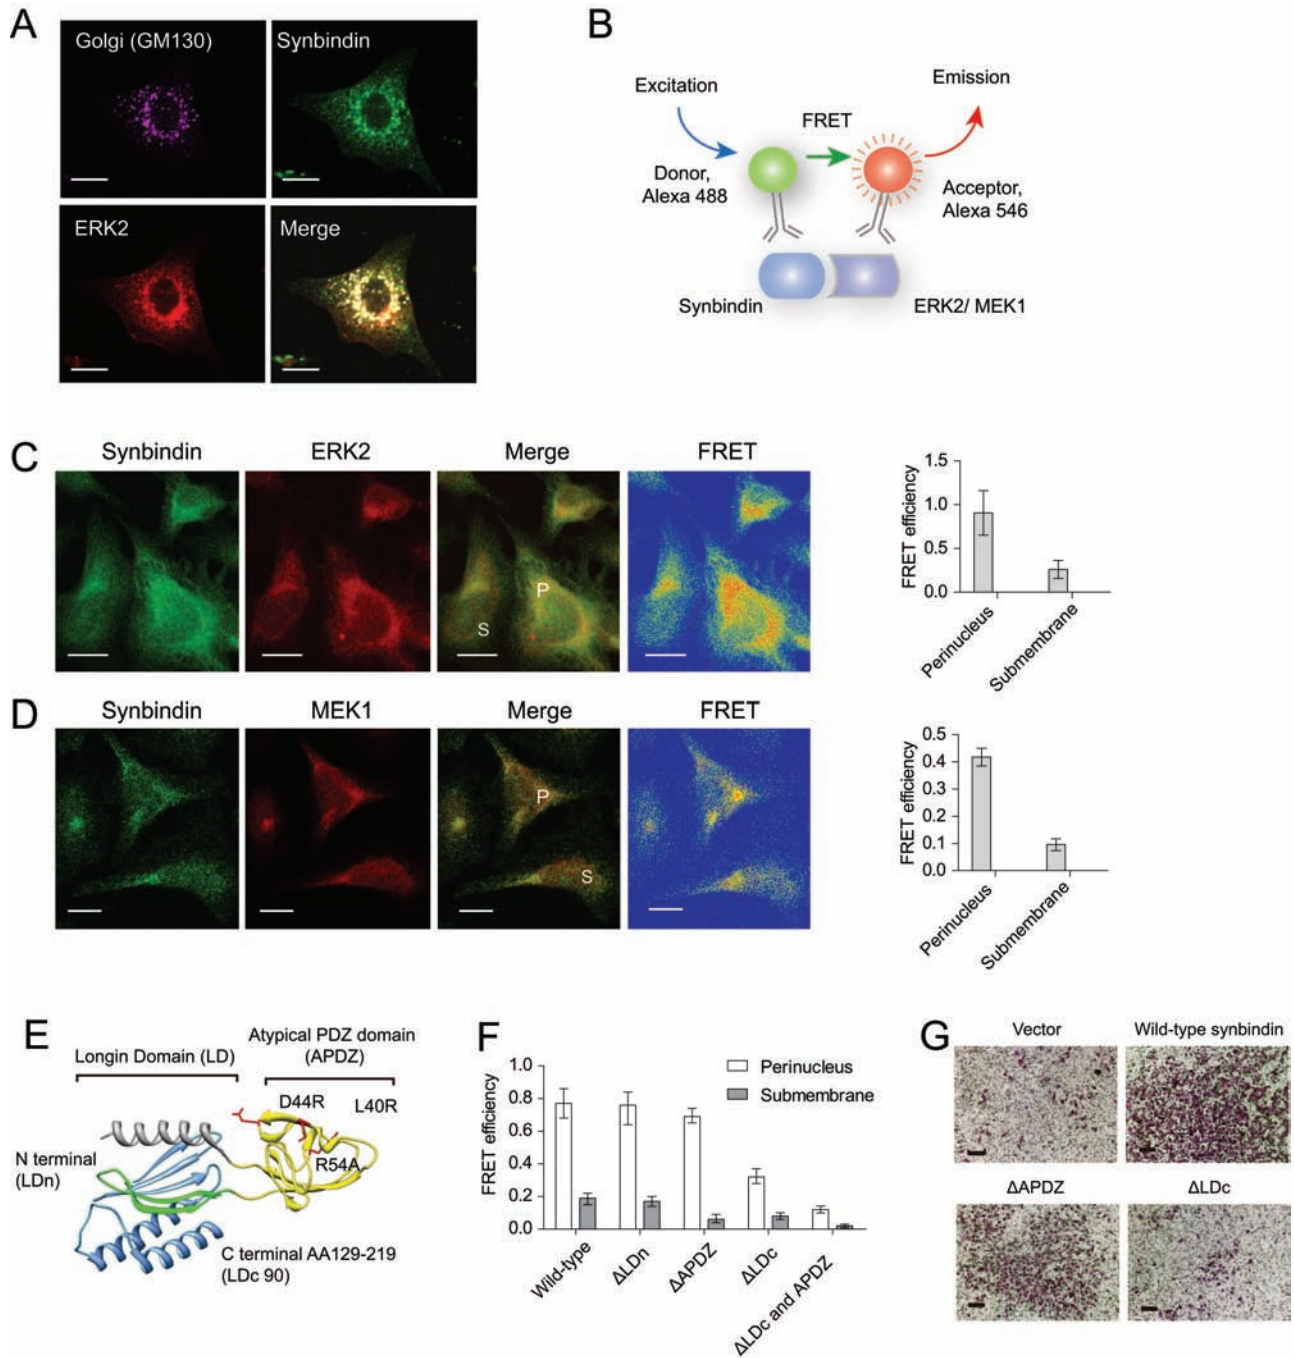 A
Golgi (GM130)
Synbindin
ERK2
Merge
B
Excitation
Emission
FRET
Donor,
Alexa 488
Acceptor,
Alexa 546
Synbindin
ERK2/ MEK1
C
Synbindin
ERK2
Merge
FRET
P
S
FRET efficiency
1.5
1.0
0.5
0.0
Perinucleus
Submembrane
D
Synbindin
MEK1
Merge
FRET
P
S
FRET efficiency
0.5
0.4
0.3
0.2
0.1
0.0
Perinucleus
Submembrane
E
Longin Domain (LD)
Atypical PDZ domain
(APDZ)
D44R
L40R
R54A
N terminal
(LDn)
C terminal AA129-219
(LDc 90)
F
FRET efficiency
1.0
0.8
0.6
0.4
0.2
0.0
Perinucleus
Submembrane
Wild-type
ΔLDn
ΔAPDZ
ΔLDc
ΔLDc and APDZ
G
Vector
Wild-type synbindin
ΔAPDZ
ΔLDc